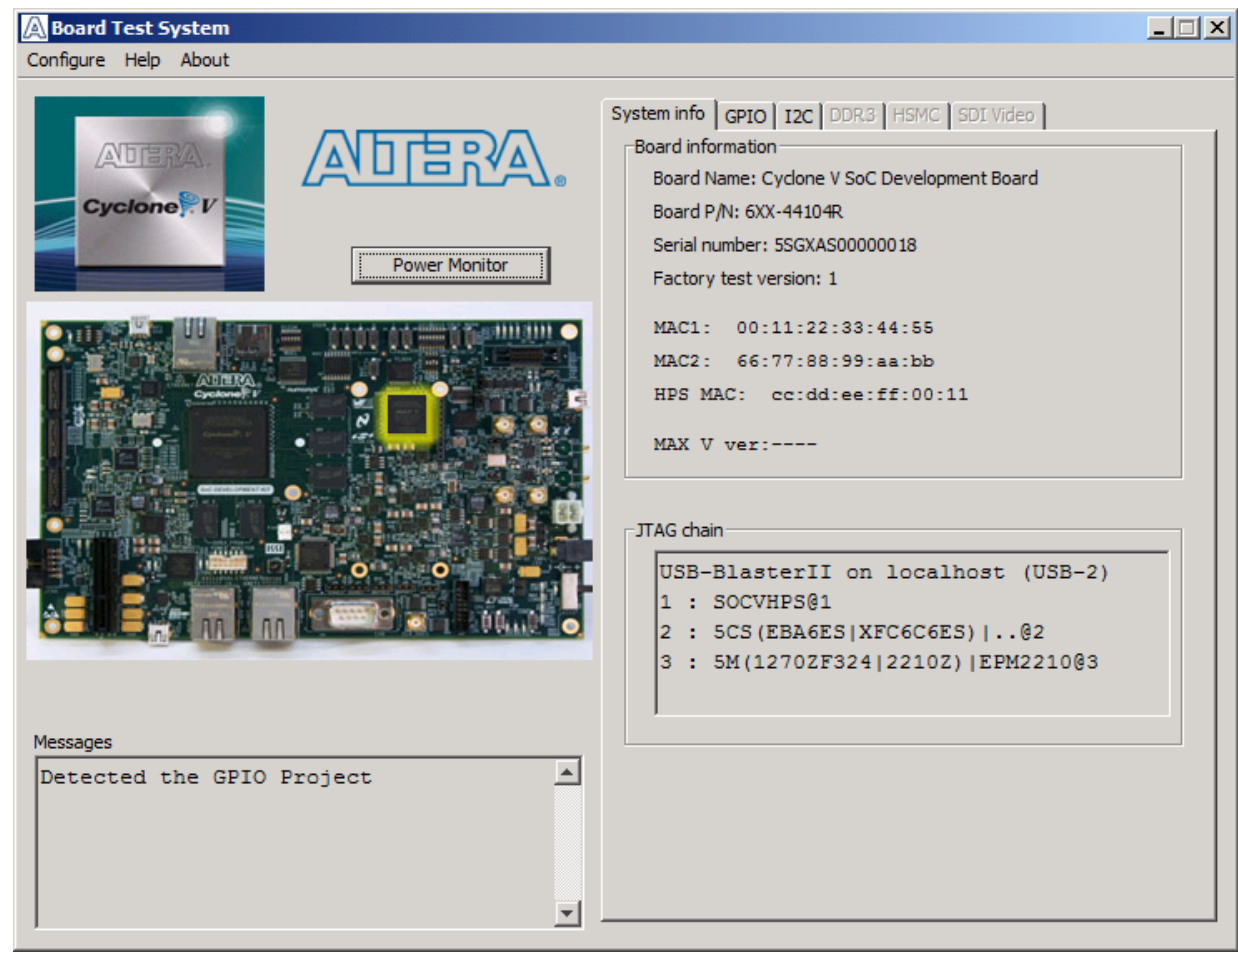 Board Test System
Configure Help About
ALTERA.
Cyclone V
ALTERA®
Power Monitor
ALTERA
Cyclone V
System info GPIO I2C DDR3 HSMC SDI Video
Board information
Board Name: Cyclone V SoC Development Board
Board P/N: 6XX-44104R
Serial number: 5SGXAS00000018
Factory test version: 1
MAC1: 00:11:22:33:44:55
MAC2: 66:77:88:99:aa:bb
HPS MAC: cc:dd:ee:ff:00:11
MAX V ver:----
JTAG chain
USB-BlasterII on localhost (USB-2)
1 : SOCVHPS@1
2 : 5CS(EBA6ES|XFC6C6ES)|..@2
3 : 5M(1270ZF324|2210Z)|EPM2210@3
Messages
Detected the GPIO Project